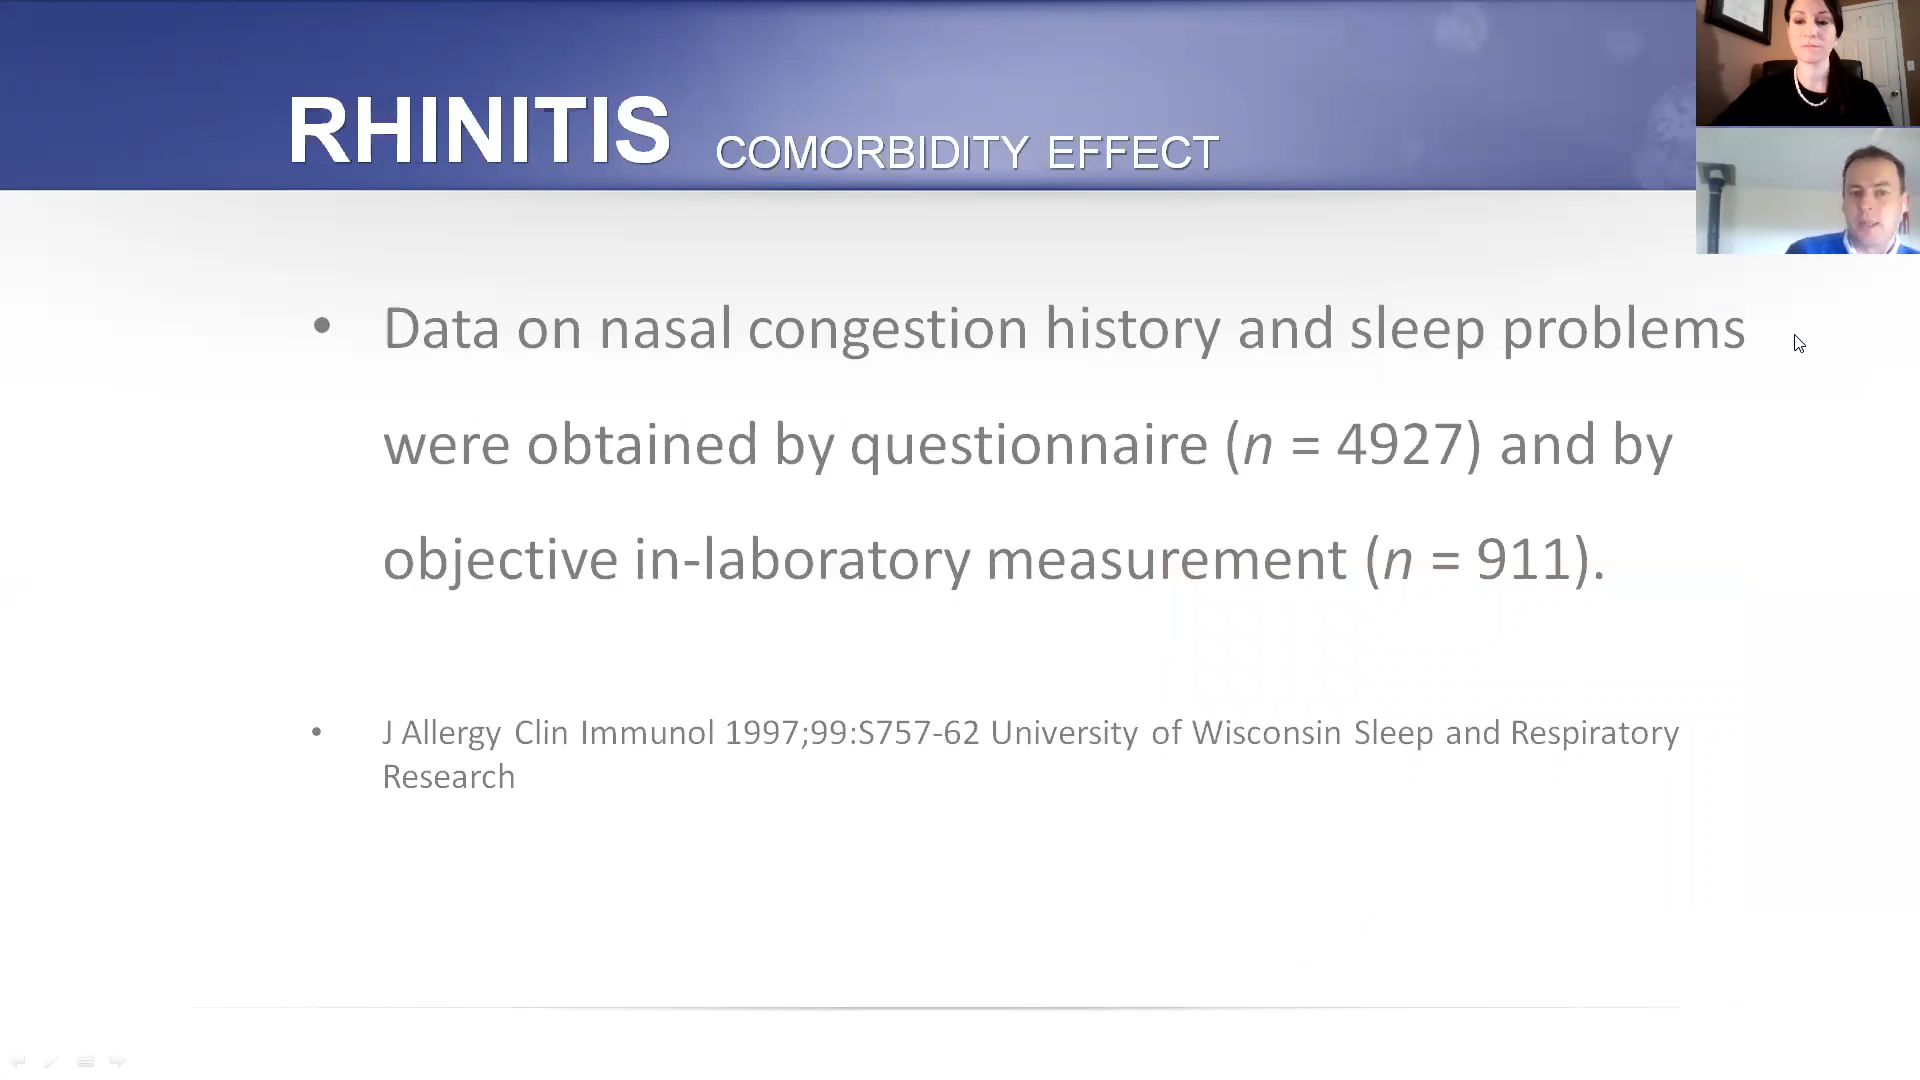 RHINITIS COMORBIDITY EFFECT
• Data on nasal congestion history and sleep problems
were obtained by questionnaire (n = 4927) and by
objective in-laboratory measurement (n = 911).
• J Allergy Clin Immunol 1997;99:S757-62 University of Wisconsin Sleep and Respiratory
Research